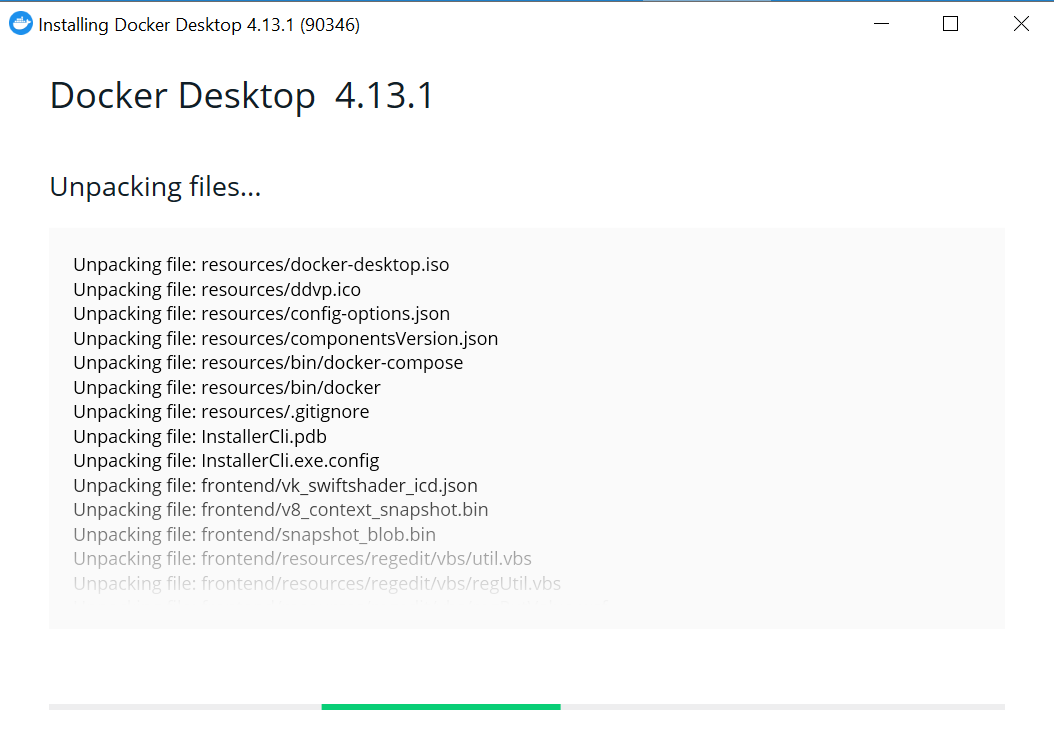 Installing Docker Desktop 4.13.1 (90346)
Docker Desktop 4.13.1
Unpacking files...
Unpacking file: resources/docker-desktop.iso
Unpacking file: resources/ddvp.ico
Unpacking file: resources/config-options.json
Unpacking file: resources/componentsVersion.json
Unpacking file: resources/bin/docker-compose
Unpacking file: resources/bin/docker
Unpacking file: resources/.gitignore
Unpacking file: InstallerCli.pdb
Unpacking file: InstallerCli.exe.config
Unpacking file: frontend/vk_swiftshader_icd.json
Unpacking file: frontend/v8_context_snapshot.bin
Unpacking file: frontend/snapshot_blob.bin
Unpacking file: frontend/resources/regedit/vbs/util.vbs
Unpacking file: frontend/resources/regedit/vbs/regUtil.vbs